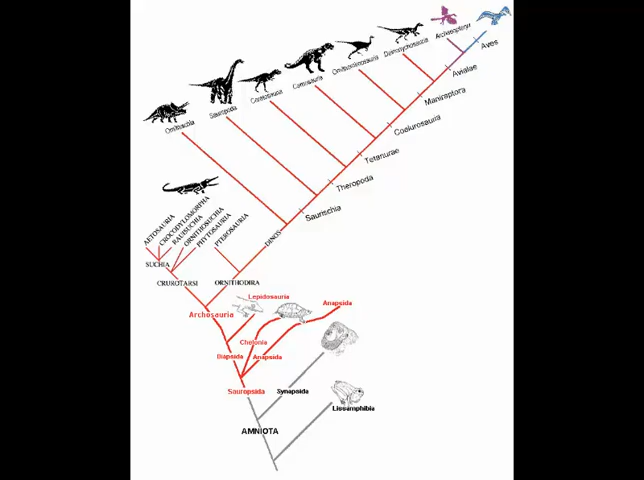 Archaeopteryx
Aves
Deinonychosauria
Ornithomimosauria
Avialae
Carnosauria
Ceratosauria
Maniraptora
Sauropoda
Coelurosauria
Ornithischia
Tetanurae
Theropoda
Saurischia
AETOSAURIA
CROCODYLOMORPHA
RAUISUCHIA
ORNITHOSUCHIA
PHYTOSAURIA
PTEROSAURIA
DINOS
SUCHIA
CRUROTARSI
ORNITHODIRA
Lepidosauria
Anapsida
Archosauria
Chelonia
Diapsida
Anapsida
Sauropsida
Synapsida
Lissamphibia
AMNIOTA